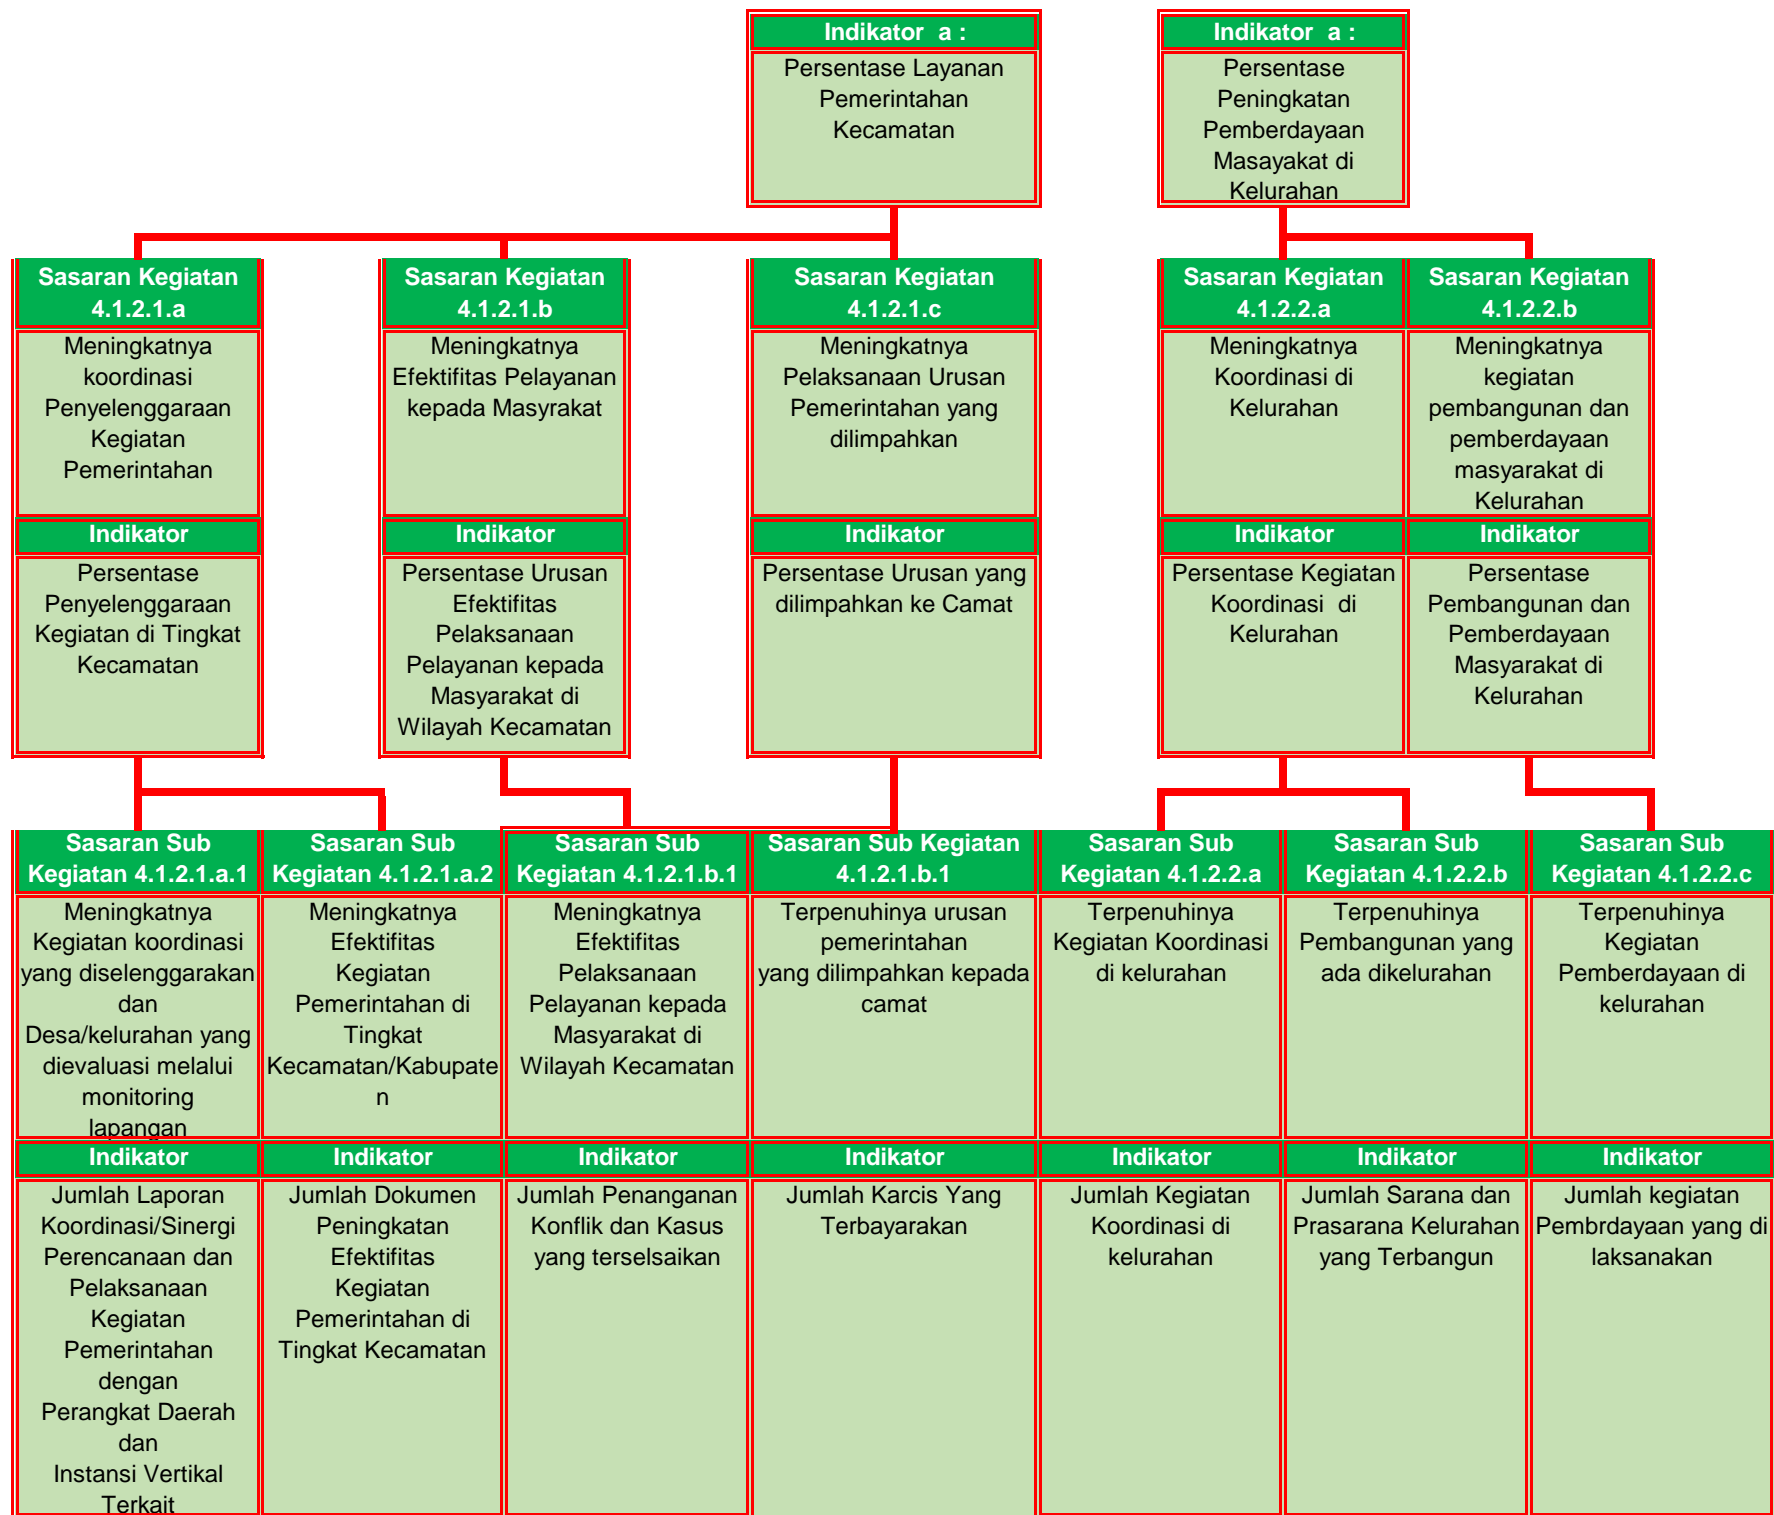 Indikator  a :
Persentase Layanan
Pemerintahan
Kecamatan
Indikator  a :
Persentase
Peningkatan
Pemberdayaan
Masayakat di
Kelurahan
Sasaran Kegiatan
4.1.2.1.a
Meningkatnya
koordinasi
Penyelenggaraan
Kegiatan
Pemerintahan
Indikator
Persentase
Penyelenggaraan
Kegiatan di Tingkat
Kecamatan
Sasaran Kegiatan
4.1.2.1.b
Meningkatnya
Efektifitas Pelayanan
kepada Masyrakat
Indikator
Persentase Urusan
Efektifitas
Pelaksanaan
Pelayanan kepada
Masyarakat di
Wilayah Kecamatan
Sasaran Kegiatan
4.1.2.1.c
Meningkatnya
Pelaksanaan Urusan
Pemerintahan yang
dilimpahkan
Indikator
Persentase Urusan yang
dilimpahkan ke Camat
Sasaran Kegiatan
4.1.2.2.a
Meningkatnya
Koordinasi di
Kelurahan
Indikator
Persentase Kegiatan
Koordinasi  di
Kelurahan
Sasaran Kegiatan
4.1.2.2.b
Meningkatnya
kegiatan
pembangunan dan
pemberdayaan
masyarakat di
Kelurahan
Indikator
Persentase
Pembangunan dan
Pemberdayaan
Masyarakat di
Kelurahan
Sasaran Sub
Kegiatan 4.1.2.1.a.1
Meningkatnya
Kegiatan koordinasi
yang diselenggarakan
dan
Desa/kelurahan yang
dievaluasi melalui
monitoring
lapangan
Indikator
Jumlah Laporan
Koordinasi/Sinergi
Perencanaan dan
Pelaksanaan
Kegiatan
Pemerintahan
dengan
Perangkat Daerah
dan
Instansi Vertikal
Terkait
Sasaran Sub
Kegiatan 4.1.2.1.a.2
Meningkatnya
Efektifitas
Kegiatan
Pemerintahan di
Tingkat
Kecamatan/Kabupate
n
Indikator
Jumlah Dokumen
Peningkatan
Efektifitas
Kegiatan
Pemerintahan di
Tingkat Kecamatan
Sasaran Sub
Kegiatan 4.1.2.1.b.1
Meningkatnya
Efektifitas
Pelaksanaan
Pelayanan kepada
Masyarakat di
Wilayah Kecamatan
Indikator
Jumlah Penanganan
Konflik dan Kasus
yang terselsaikan
Sasaran Sub Kegiatan
4.1.2.1.b.1
Terpenuhinya urusan
pemerintahan
yang dilimpahkan kepada
camat
Indikator
Jumlah Karcis Yang
Terbayarakan
Sasaran Sub
Kegiatan 4.1.2.2.a
Terpenuhinya
Kegiatan Koordinasi
di kelurahan
Indikator
Jumlah Kegiatan
Koordinasi di
kelurahan
Sasaran Sub
Kegiatan 4.1.2.2.b
Terpenuhinya
Pembangunan yang
ada dikelurahan
Indikator
Jumlah Sarana dan
Prasarana Kelurahan
yang Terbangun
Sasaran Sub
Kegiatan 4.1.2.2.c
Terpenuhinya
Kegiatan
Pemberdayaan di
kelurahan
Indikator
Jumlah kegiatan
Pembrdayaan yang di
laksanakan